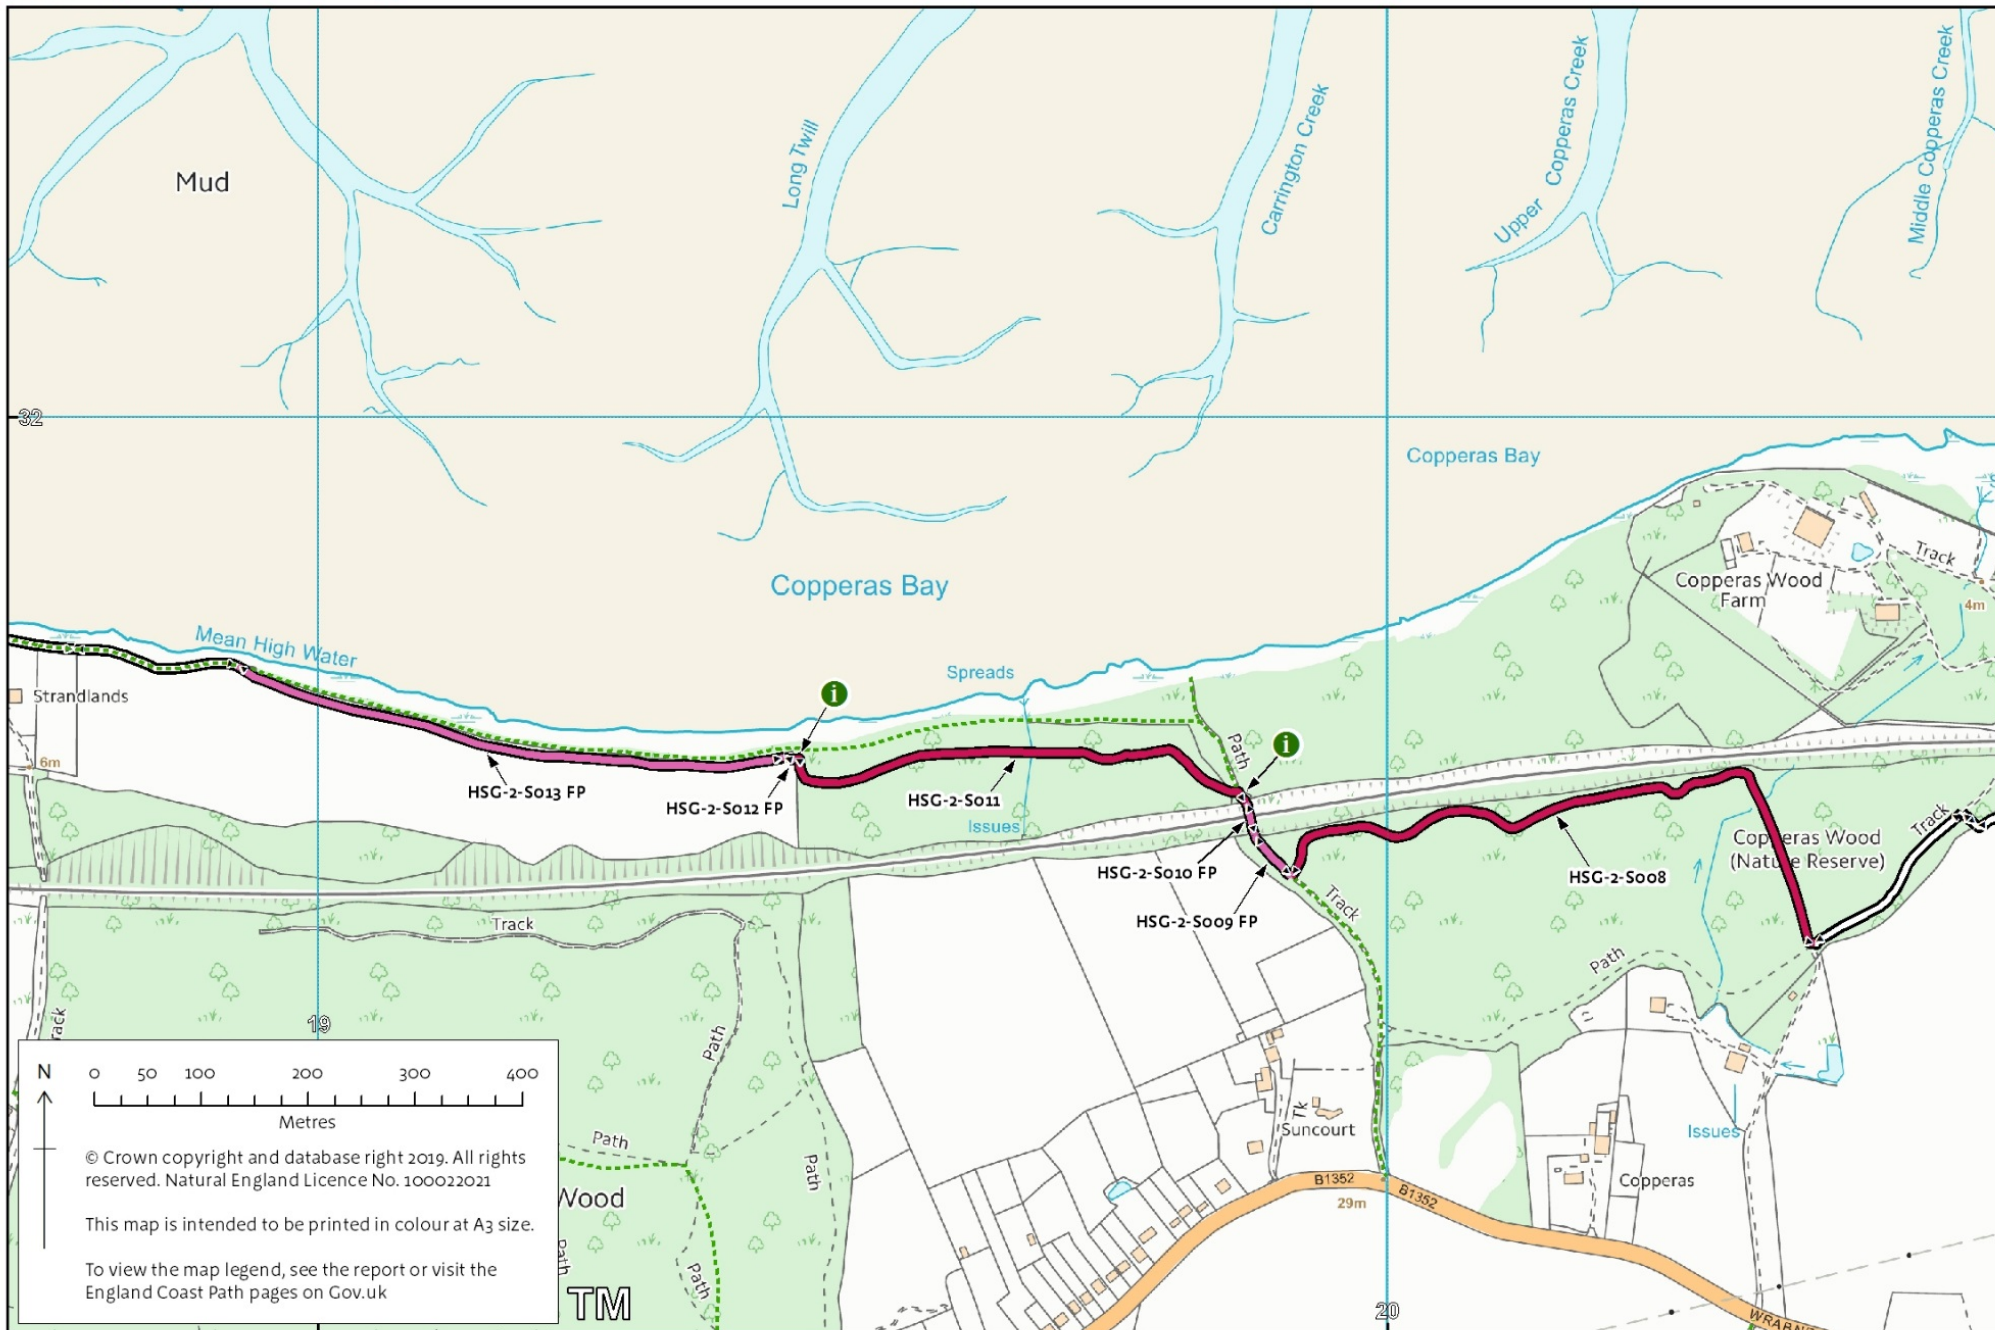 Mud
Long Twill
Carrington Creek
Upper Copperas Creek
Middle Copperas Creek
32
Copperas Bay
Copperas Bay
Mean High Water
Strandlands
6m
Spreads
i
i
Path
HSG-2-S013 FP
HSG-2-S012 FP
HSG-2-S011
Issues
HSG-2-S010 FP
HSG-2-S009 FP
HSG-2-S008
Copperas Wood
Farm
Track
4m
Copperas Wood
(Nature Reserve)
Track
Track
Track
Path
Path
19
Path
Path
Wood
Path
Path
TM
Tk
Suncourt
B1352
B1352
29m
Issues
Copperas
20
N
0 50 100 200 300 400
Metres
© Crown copyright and database right 2019. All rights
reserved. Natural England Licence No. 100022021
This map is intended to be printed in colour at A3 size.
To view the map legend, see the report or visit the
England Coast Path pages on Gov.uk